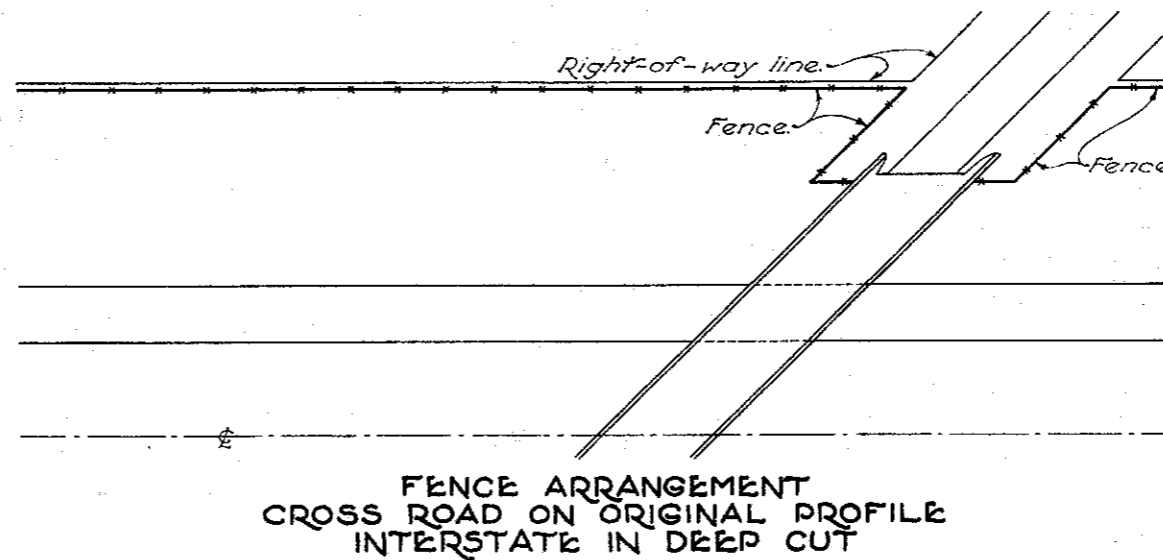 Right-of-way line.
Fence.
Fence
℄
FENCE ARRANGEMENT
CROSS ROAD ON ORIGINAL PROFILE
INTERSTATE IN DEEP CUT